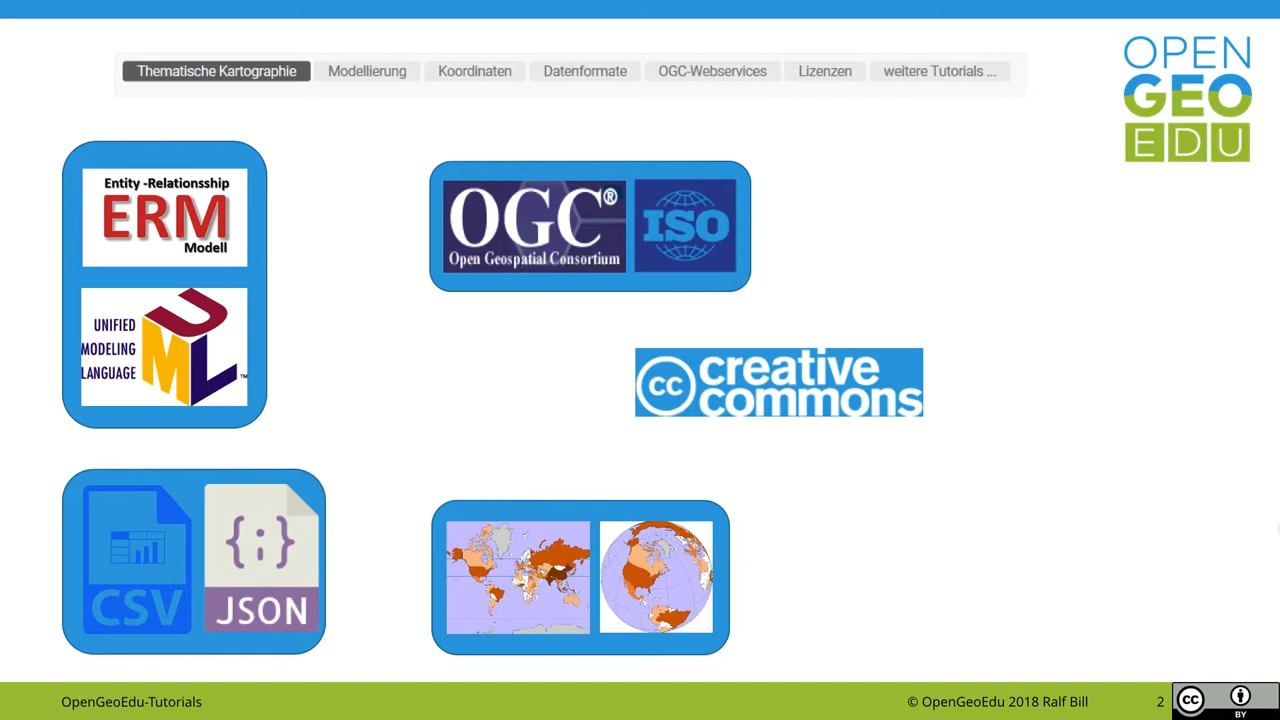 Thematische Kartographie Modellierung Koordinaten Datenformate OGC-Webservices Lizenzen weitere Tutorials ...
OPEN
GEO
EDU
Entity -Relationsship
ERM
Modell
UNIFIED
MODELING
LANGUAGE
UML™
OGC®
Open Geospatial Consortium
ISO
cc creative
commons
CSV
{;}
JSON
OpenGeoEdu-Tutorials
© OpenGeoEdu 2018 Ralf Bill
2
cc
BY